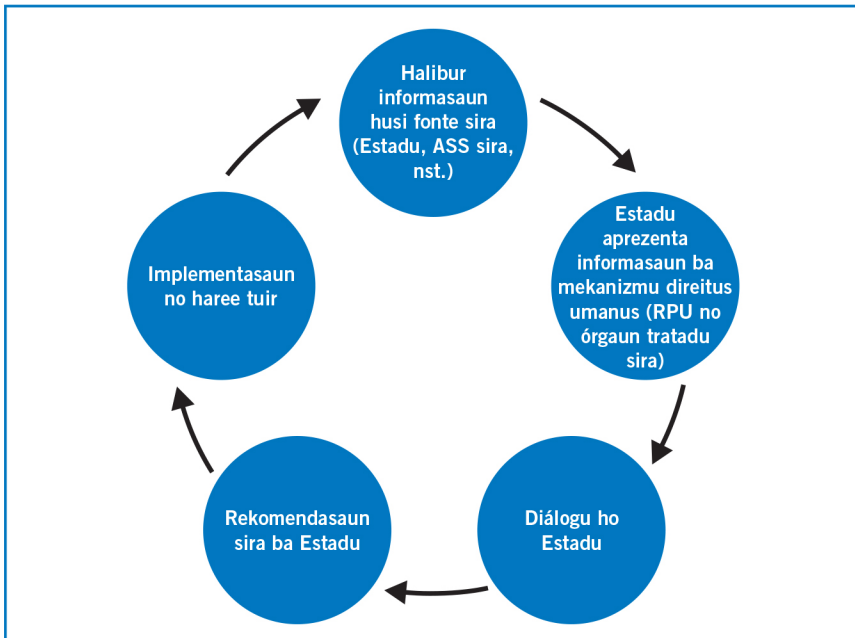 Halibur
informasaun
husi fonte sira
(Estadu, ASS sira,
nst.)
Estadu
aprezenta
informasaun ba
mekanizmu direitus
umanus (RPU no
órgaun tratadu
sira)
Diálogu ho
Estadu
Rekomendasaun
sira ba Estadu
Implementasaun
no haree tuir